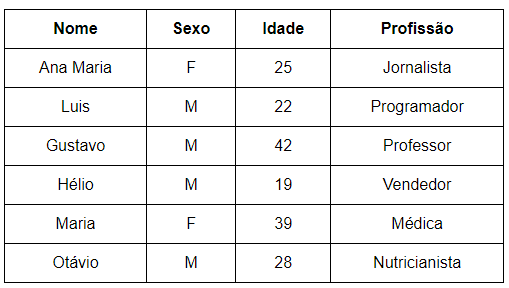 Nome Sexo Idade Profissão
Ana Maria F 25 Jornalista
Luis M 22 Programador
Gustavo M 42 Professor
Hélio M 19 Vendedor
Maria F 39 Médica
Otávio M 28 Nutricianista